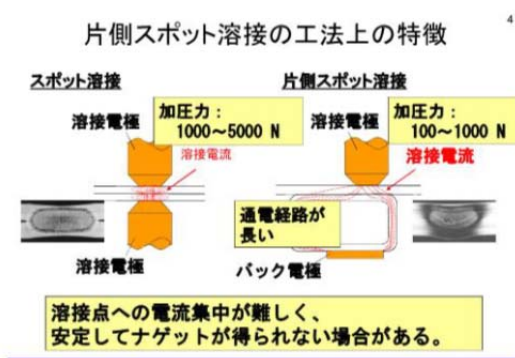 4
片側スポット溶接の工法上の特徴
スポット溶接
加圧力：
1000～5000 N
溶接電極
溶接電流
溶接電極
片側スポット溶接
加圧力：
100～1000 N
溶接電極
溶接電流
通電経路が
長い
バック電極
溶接点への電流集中が難しく、
安定してナゲットが得られない場合がある。